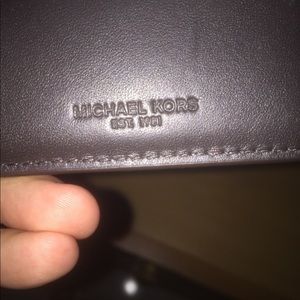 MICHAEL KORS
EST. 1981